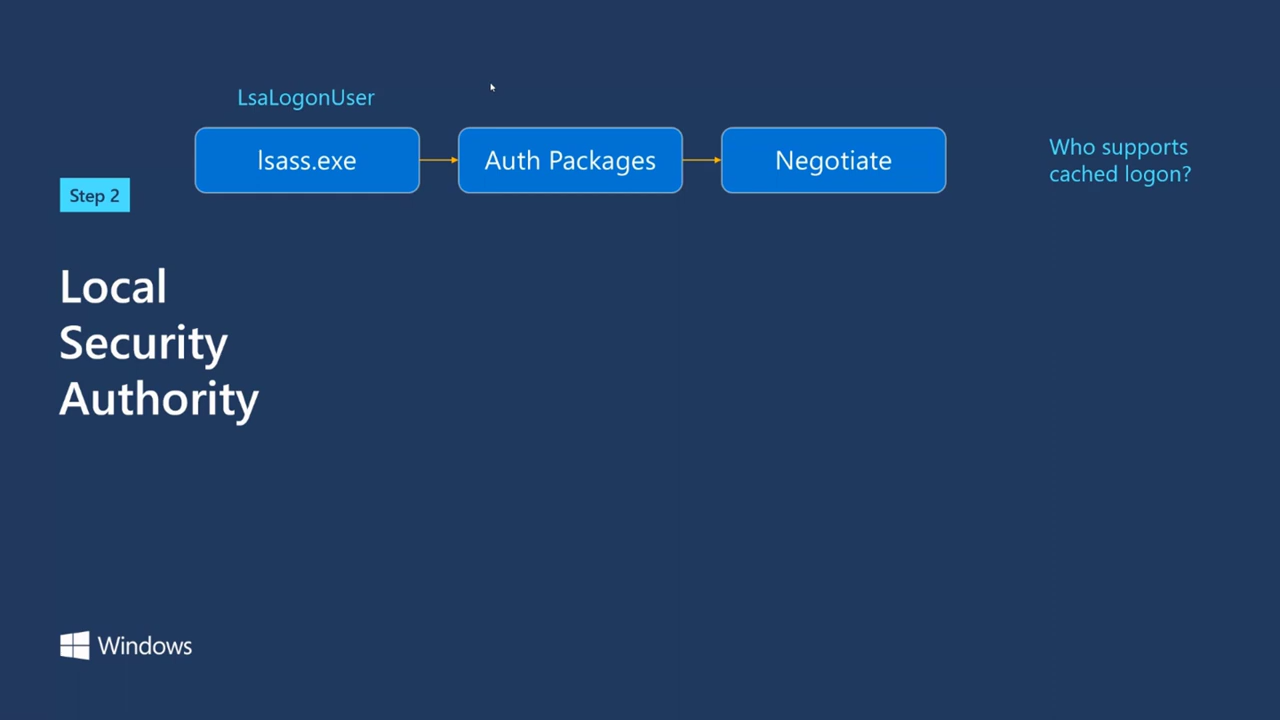 LsaLogonUser
lsass.exe
Auth Packages
Negotiate
Who supports
cached logon?
Step 2
Local
Security
Authority
Windows